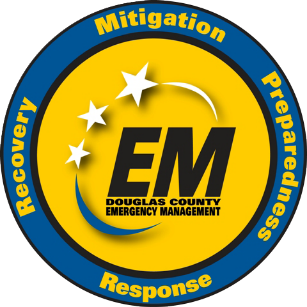 Mitigation
Preparedness
Response
Recovery
EM
DOUGLAS COUNTY
EMERGENCY MANAGEMENT